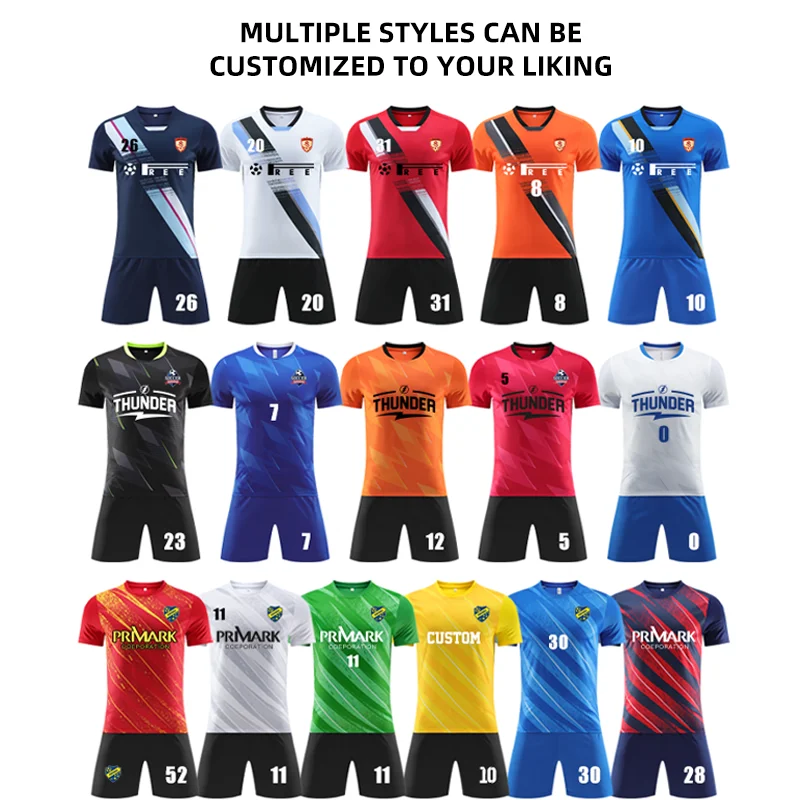 MULTIPLE STYLES CAN BE
CUSTOMIZED TO YOUR LIKING
26
20
31
10
FREE
FREE
FREE
FREE
FREE
8
26
20
31
8
10
THUNDER
7
THUNDER
5
THUNDER
THUNDER
0
23
7
12
5
0
PRIMARK
COEPORATION
11
PRIMARK
COEPORATION
PRIMARK
COEPORATION
11
CUSTOM
30
PRIMARK
COEPORATION
52
11
11
10
30
28